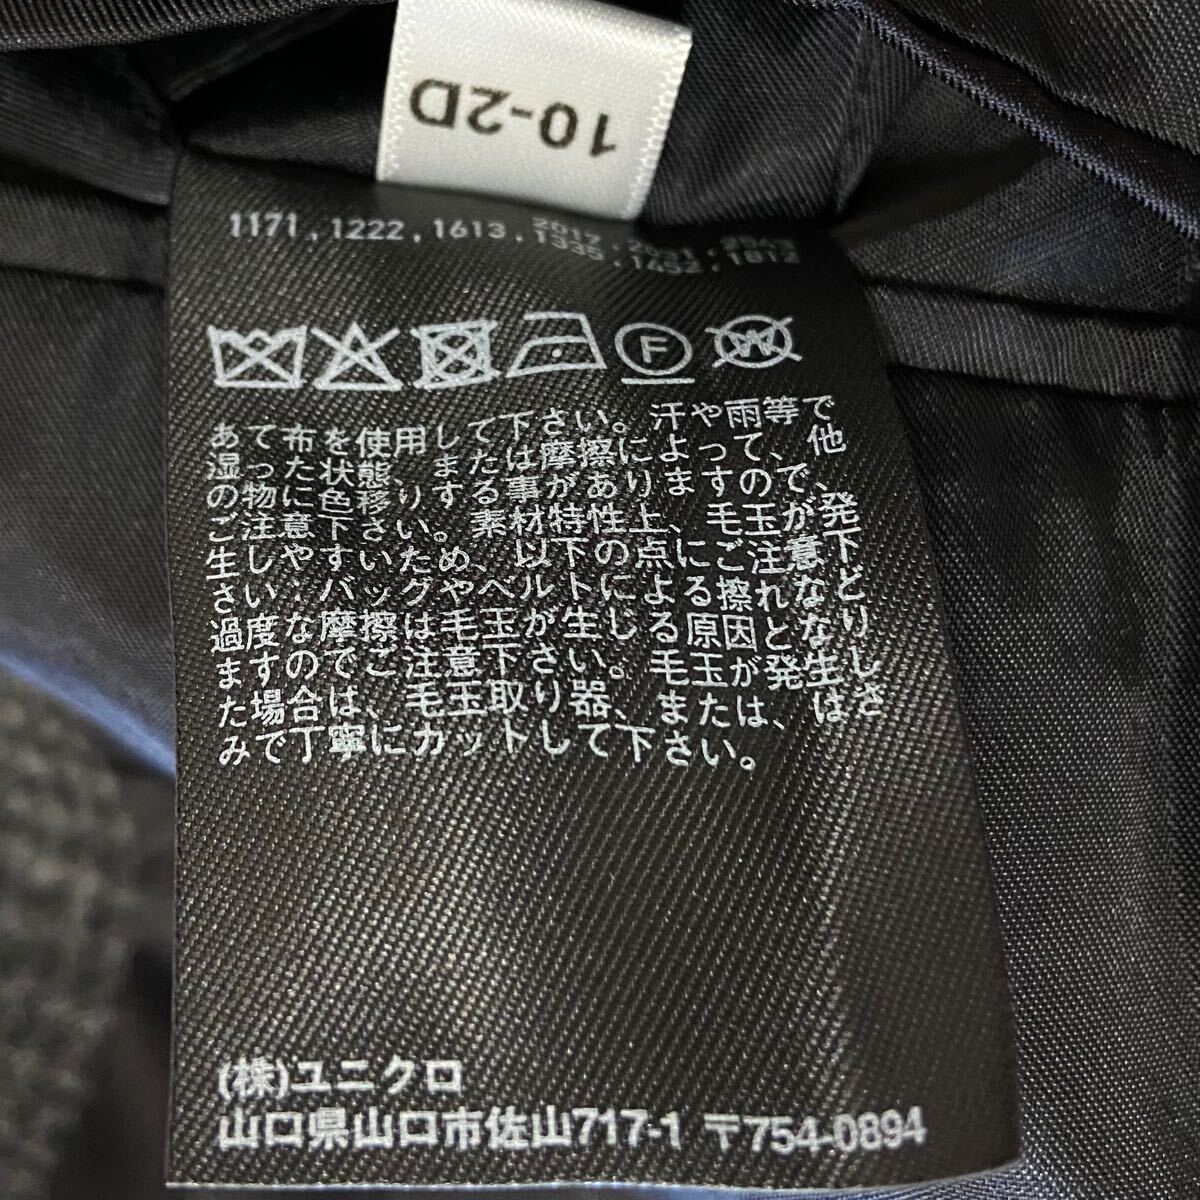 10-2D
1171 , 1222 , 1613 , 1335 , 1452 , 1812
F
W
あて布を使用して下さい。汗や雨等で
湿った状態、または摩擦によって、他
の物に色移りする事がありますので、
ご注意下さい。素材特性上、毛玉が発
生しやすいため、以下の点にご注意下
さい:バッグやベルトによる擦れなど
過度な摩擦は毛玉が生じる原因となり
ますのでご注意下さい。毛玉が発生し
た場合は、毛玉取り器、または、はさ
みで丁寧にカットして下さい。
(株)ユニクロ
山口県山口市佐山717-1 〒754-0894